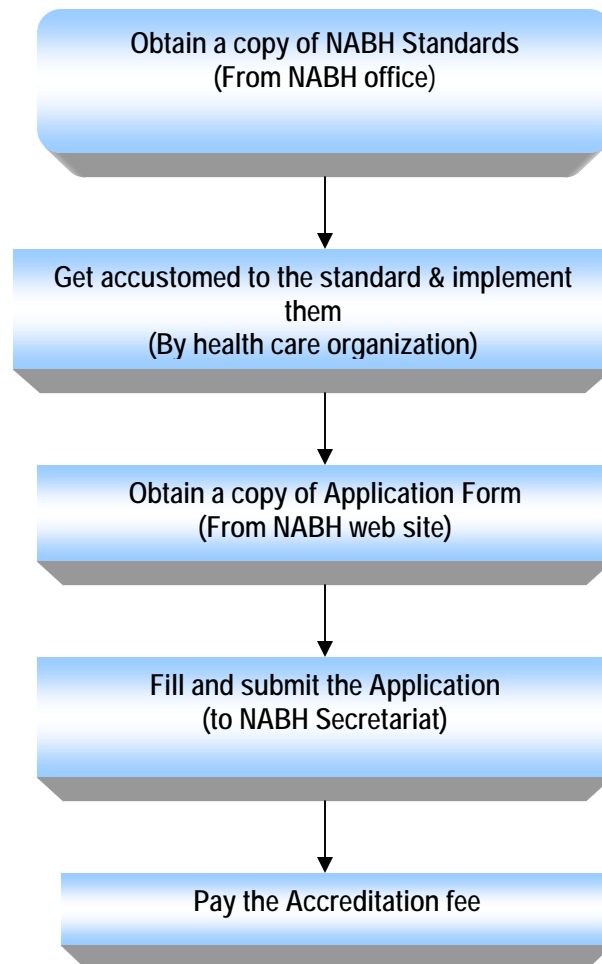 Obtain a copy of NABH Standards
(From NABH office)
Get accustomed to the standard & implement
them
(By health care organization)
Obtain a copy of Application Form
(From NABH web site)
Fill and submit the Application
(to NABH Secretariat)
Pay the Accreditation fee